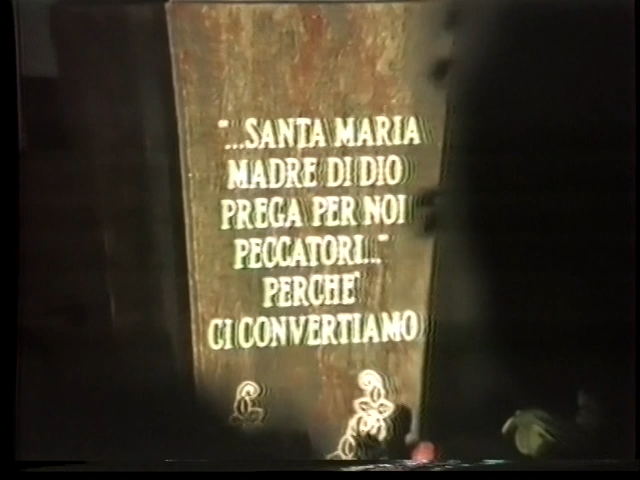 "...SANTA MARIA
MADRE DI DIO
PREGA PER NOI
PECCATORI..."
PERCHE'
CI CONVERTIAMO